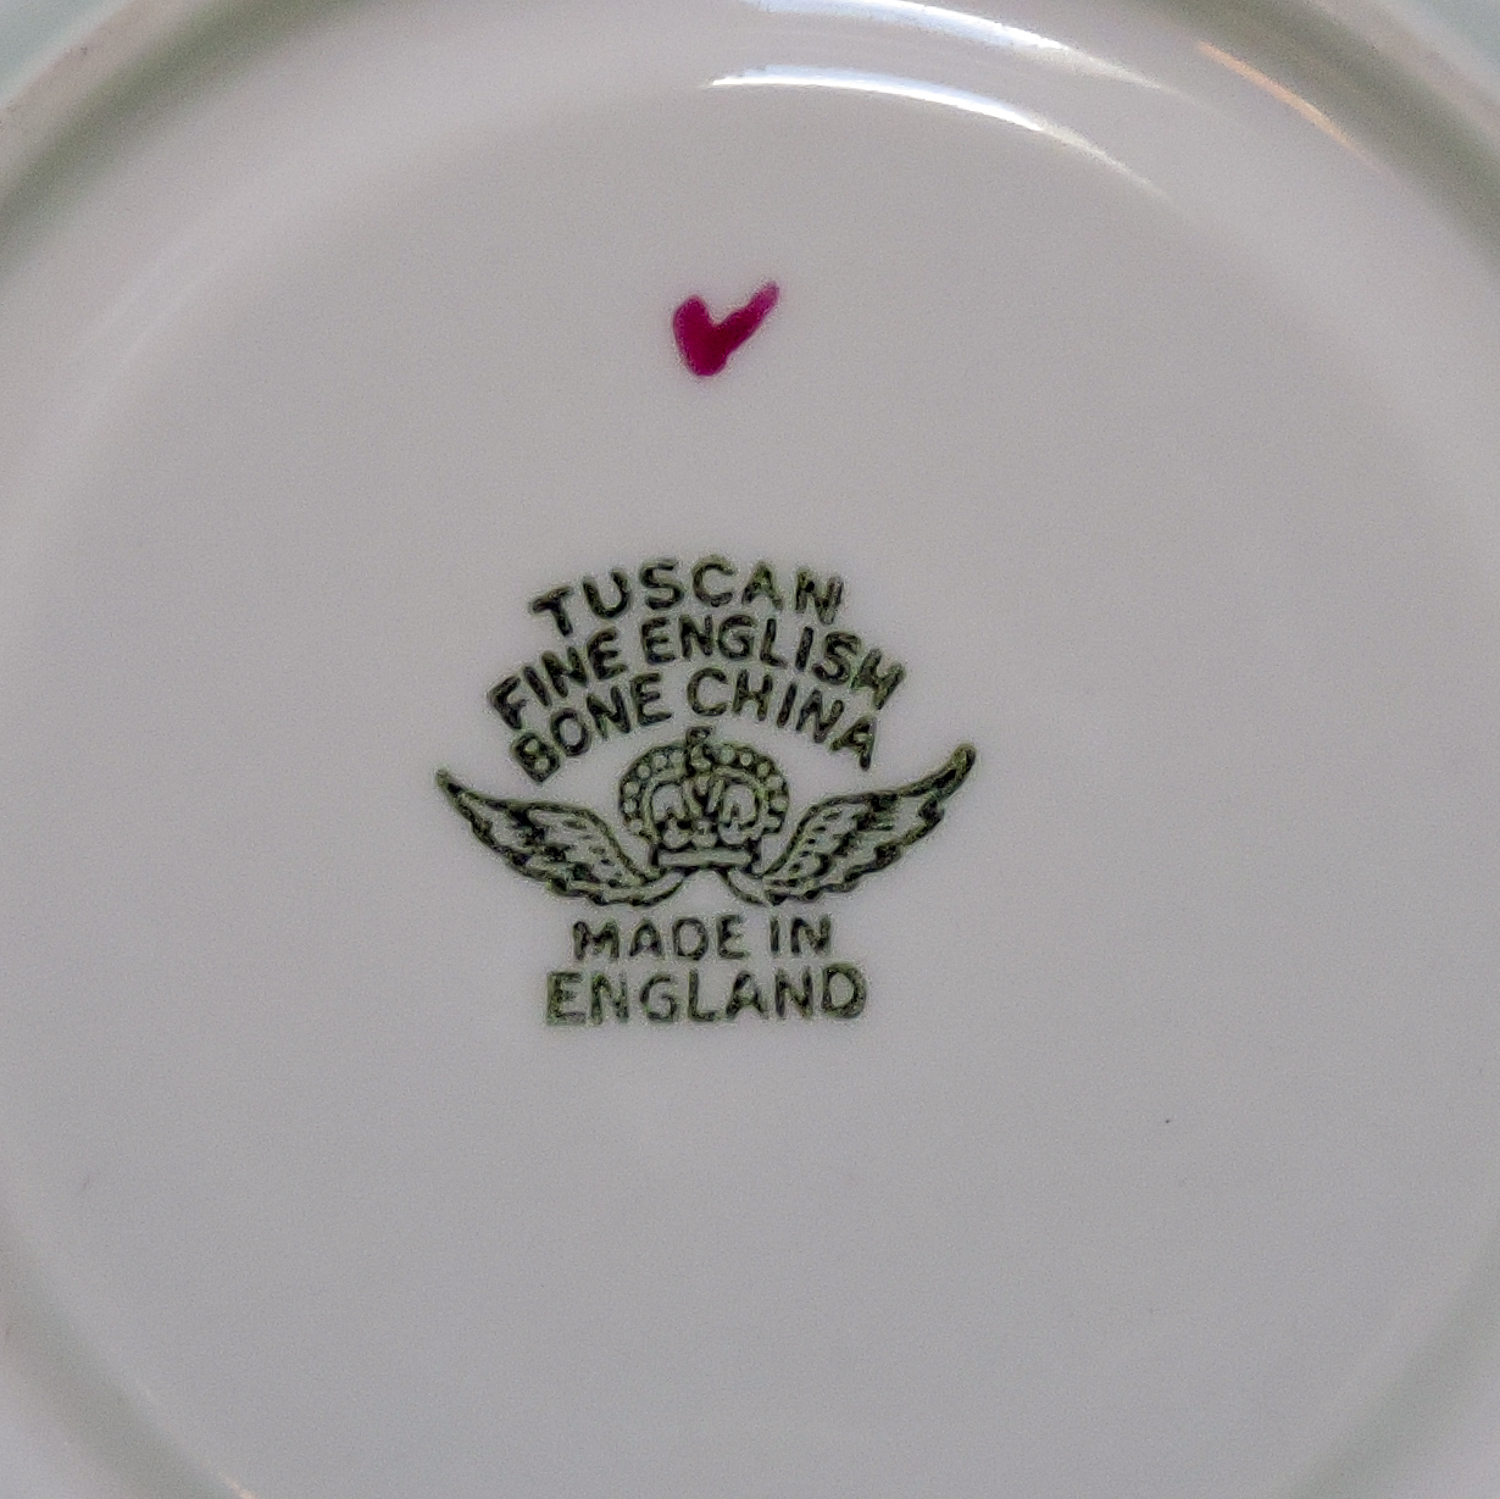 TUSCAN
FINE ENGLISH
BONE CHINA
MADE IN
ENGLAND